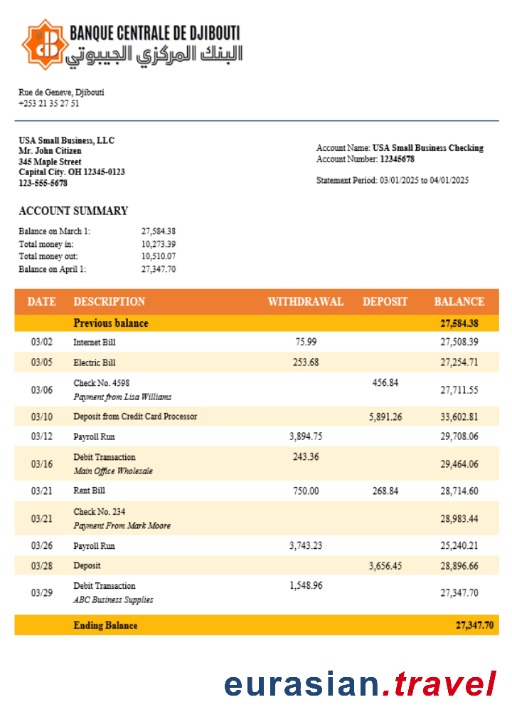 BANQUE CENTRALE DE DJIBOUTI
البنك المركزي الجيبوتي
Rue de Geneve, Djibouti
+253 21 35 27 51
USA Small Business, LLC
Mr. John Citizen
345 Maple Street
Capital City. OH 12345-0123
123-555-5678
Account Name: USA Small Business Checking
Account Number: 12345678
Statement Period: 03/01/2025 to 04/01/2025
ACCOUNT SUMMARY
Balance on March 1: 27,584.38
Total money in: 10,273.39
Total money out: 10,510.07
Balance on April 1: 27,347.70
DATE DESCRIPTION WITHDRAWAL DEPOSIT BALANCE
Previous balance 27,584.38
03/02 Internet Bill 75.99 27,508.39
03/05 Electric Bill 253.68 27,254.71
03/06 Check No. 4598 456.84 27,711.55
Payment from Lisa Williams
03/10 Deposit from Credit Card Processor 5,891.26 33,602.81
03/12 Payroll Run 3,894.75 29,708.06
03/16 Debit Transaction 243.36 29,464.06
Main Office Wholesale
03/21 Rent Bill 750.00 268.84 28,714.60
03/21 Check No. 234 28,983.44
Payment From Mark Moore
03/26 Payroll Run 3,743.23 25,240.21
03/28 Deposit 3,656.45 28,896.66
03/29 Debit Transaction 1,548.96 27,347.70
ABC Business Supplies
Ending Balance 27,347.70
eurasian.travel